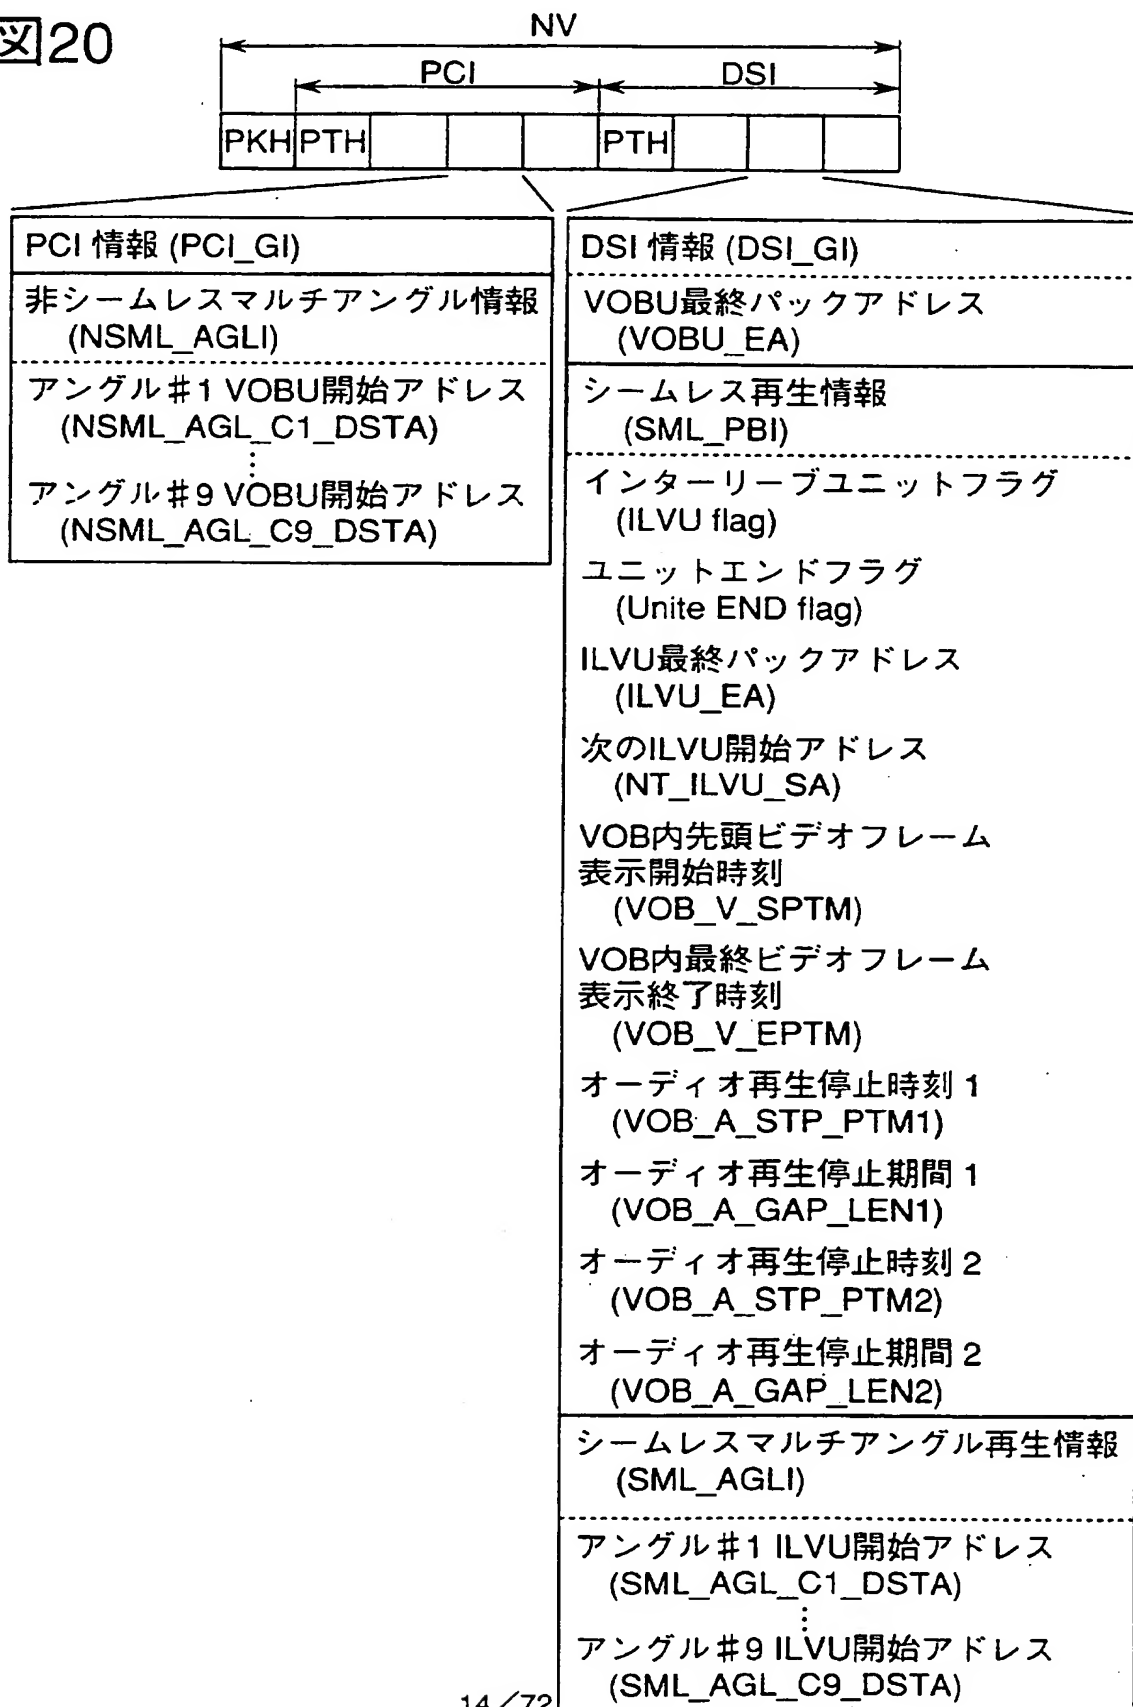 図20
NV
PCI
DSI
PKH PTH PTH
PCI 情報 (PCI_GI)
非シームレスマルチアングル情報
(NSML_AGLI)
アングル♯1 VOBU開始アドレス
(NSML_AGL_C1_DSTA)
⋮
アングル♯9 VOBU開始アドレス
(NSML_AGL_C9_DSTA)
DSI 情報 (DSI_GI)
VOBU最終パックアドレス
(VOBU_EA)
シームレス再生情報
(SML_PBI)
インターリーブユニットフラグ
(ILVU flag)
ユニットエンドフラグ
(Unite END flag)
ILVU最終パックアドレス
(ILVU_EA)
次のILVU開始アドレス
(NT_ILVU_SA)
VOB内先頭ビデオフレーム
表示開始時刻
(VOB_V_SPTM)
VOB内最終ビデオフレーム
表示終了時刻
(VOB_V_EPTM)
オーディオ再生停止時刻 1
(VOB_A_STP_PTM1)
オーディオ再生停止期間 1
(VOB_A_GAP_LEN1)
オーディオ再生停止時刻 2
(VOB_A_STP_PTM2)
オーディオ再生停止期間 2
(VOB_A_GAP_LEN2)
シームレスマルチアングル再生情報
(SML_AGLI)
アングル♯1 ILVU開始アドレス
(SML_AGL_C1_DSTA)
⋮
アングル♯9 ILVU開始アドレス
(SML_AGL_C9_DSTA)
14/72